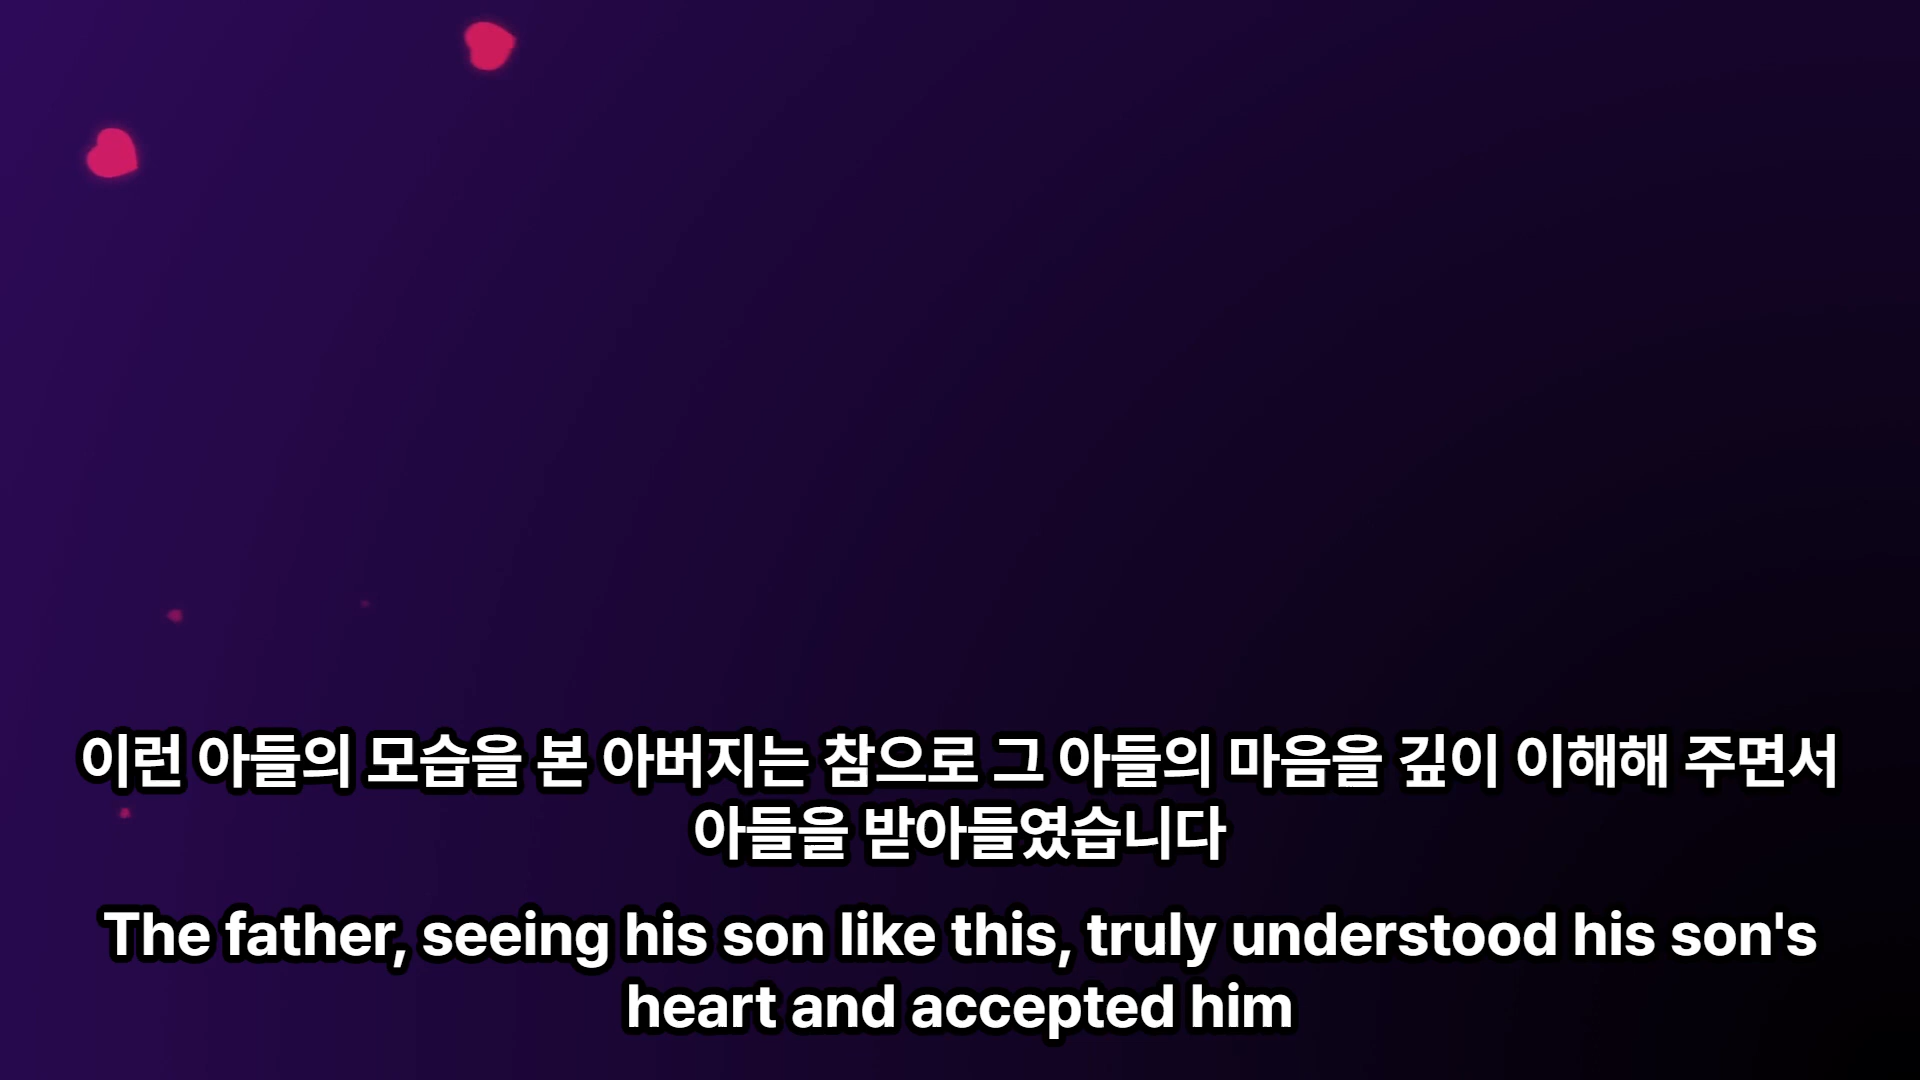 이런 아들의 모습을 본 아버지는 참으로 그 아들의 마음을 깊이 이해해 주면서
아들을 받아들였습니다
The father, seeing his son like this, truly understood his son's
heart and accepted him